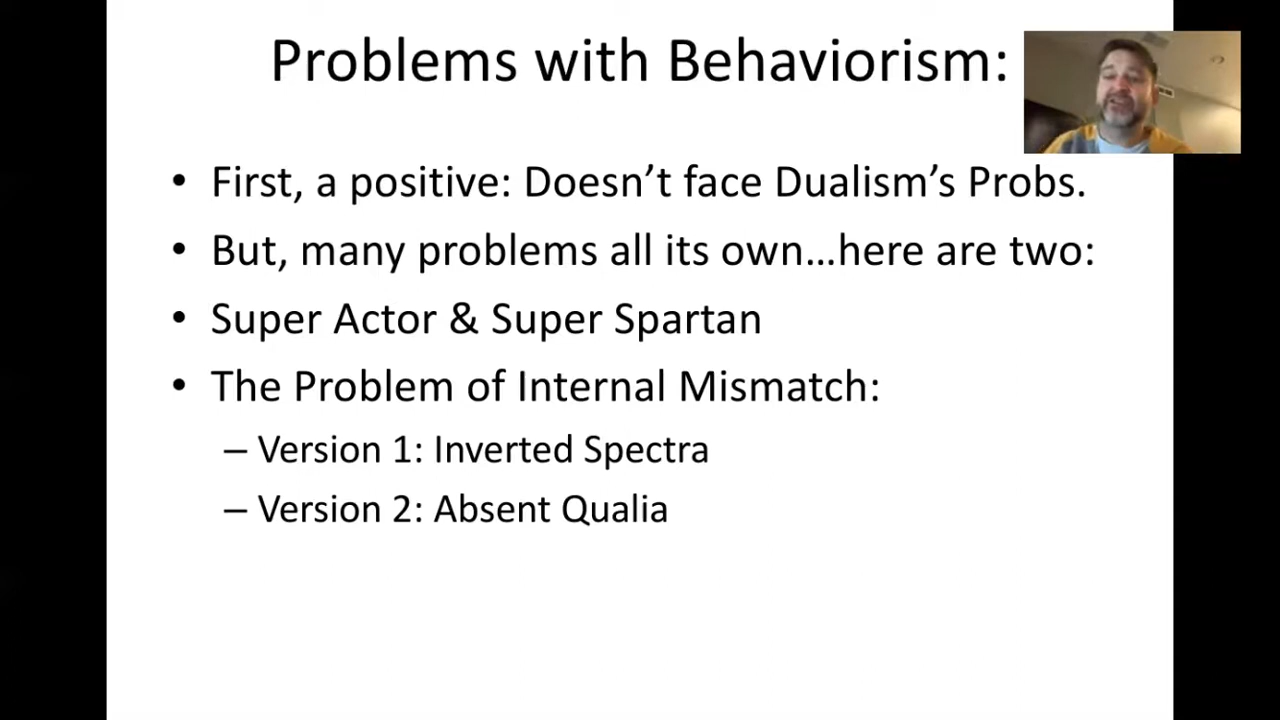 Problems with Behaviorism:
• First, a positive: Doesn’t face Dualism’s Probs.
• But, many problems all its own…here are two:
• Super Actor & Super Spartan
• The Problem of Internal Mismatch:
– Version 1: Inverted Spectra
– Version 2: Absent Qualia